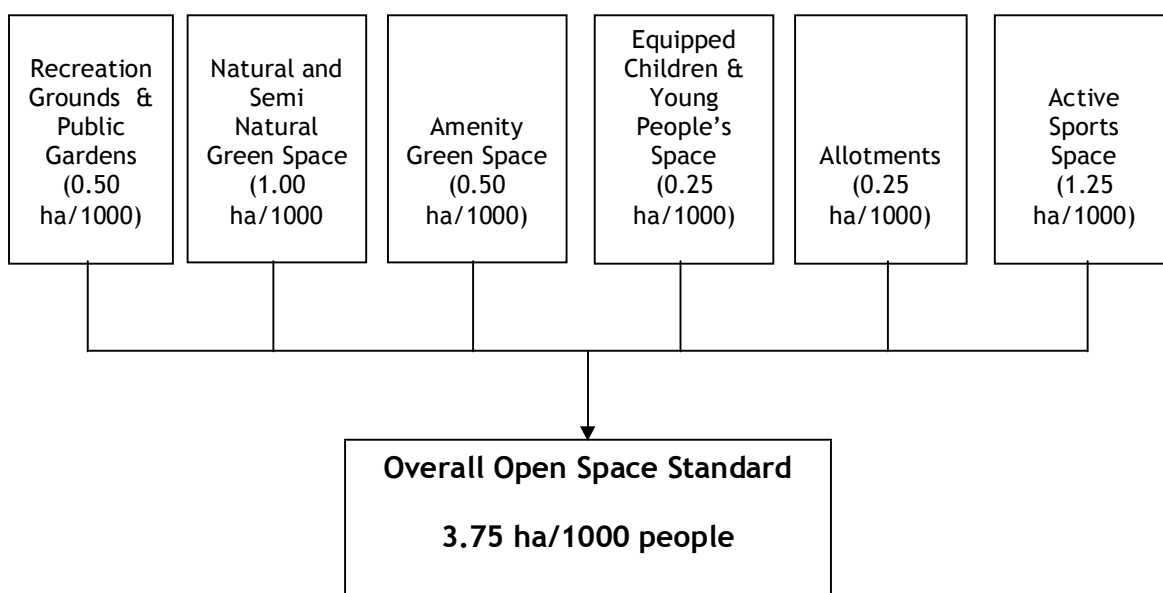 Recreation
Grounds & 
Public
Gardens
(0.50
ha/1000)
Natural and
Semi
Natural
Green Space
(1.00
ha/1000
Amenity
Green Space
(0.50
ha/1000)
Equipped
Children &
Young
People’s
Space
(0.25
ha/1000)
Allotments
(0.25
ha/1000)
Active
Sports
Space
(1.25
ha/1000)
Overall Open Space Standard
3.75 ha/1000 people